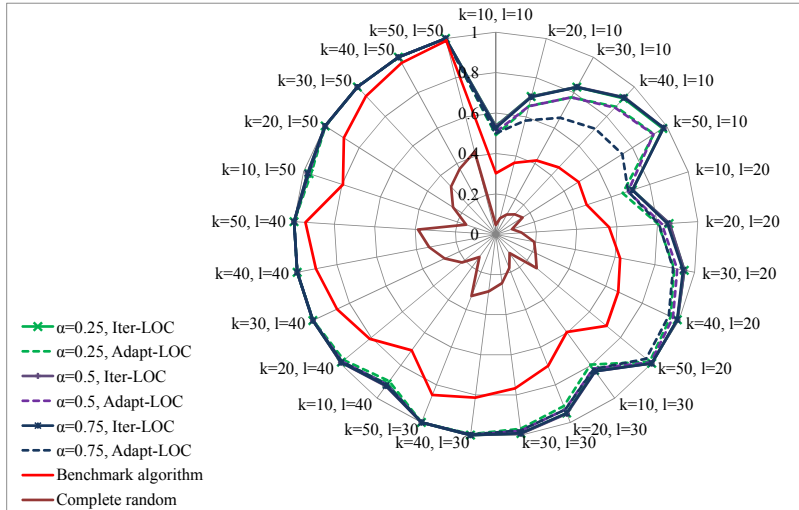 k=10, l=10
k=20, l=10
k=30, l=10
k=40, l=10
k=50, l=10
k=10, l=20
k=20, l=20
k=30, l=20
k=40, l=20
k=50, l=20
k=10, l=30
k=20, l=30
k=30, l=30
k=40, l=30
k=50, l=30
k=10, l=40
k=20, l=40
k=30, l=40
k=40, l=40
k=50, l=40
k=10, l=50
k=20, l=50
k=30, l=50
k=40, l=50
k=50, l=50
1
0.8
0.6
0.4
0.2
0
α=0.25, Iter-LOC
α=0.25, Adapt-LOC
α=0.5, Iter-LOC
α=0.5, Adapt-LOC
α=0.75, Iter-LOC
α=0.75, Adapt-LOC
Benchmark algorithm
Complete random